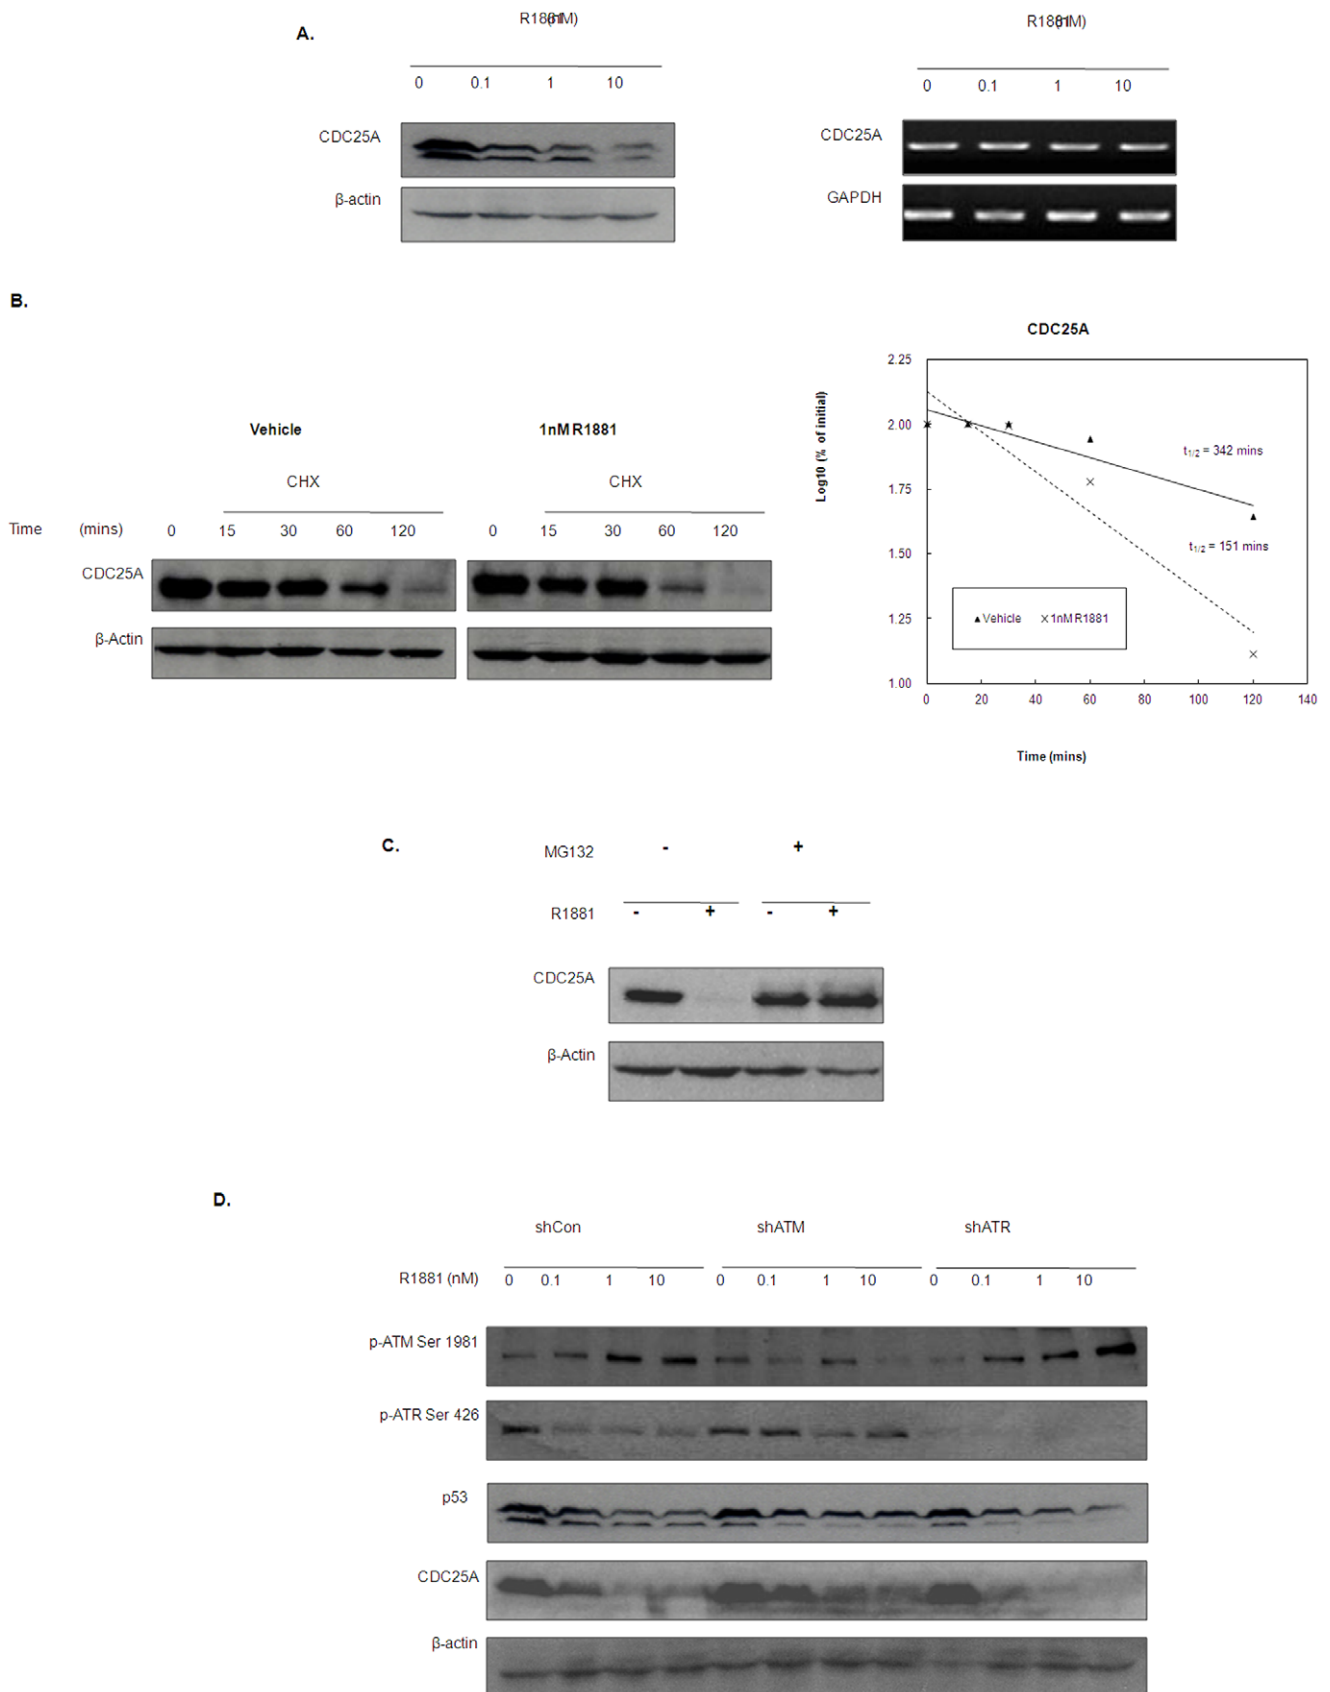 A.
R1881(nM)
0 0.1 1 10
CDC25A
β-actin
R1881(nM)
0 0.1 1 10
CDC25A
GAPDH
B.
Vehicle 1nM R1881
CHX CHX
Time (mins) 0 15 30 60 120 0 15 30 60 120
CDC25A
β-Actin
CDC25A
Log10 (% of initial)
2.25
2.00
1.75
1.50
1.25
1.00
t1/2 = 342 mins
t1/2 = 151 mins
Vehicle 1nM R1881
0 20 40 60 80 100 120 140
Time (mins)
C.
MG132 - +
R1881 - + - +
CDC25A
β-Actin
D.
shCon shATM shATR
R1881 (nM) 0 0.1 1 10 0 0.1 1 10 0 0.1 1 10
p-ATM Ser 1981
p-ATR Ser 426
p53
CDC25A
β-actin